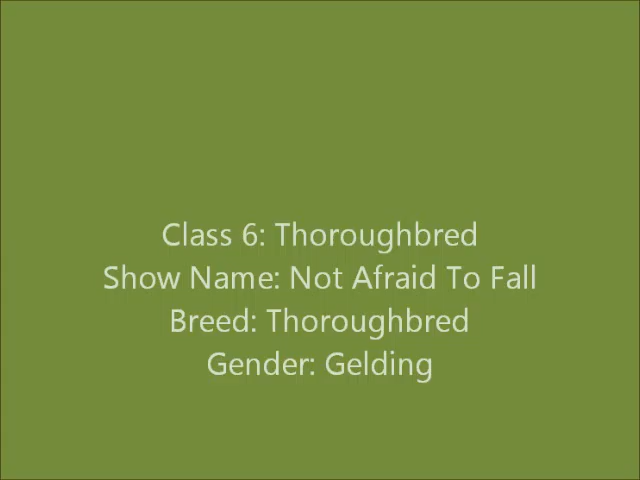 Class 6: Thoroughbred
Show Name: Not Afraid To Fall
Breed: Thoroughbred
Gender: Gelding